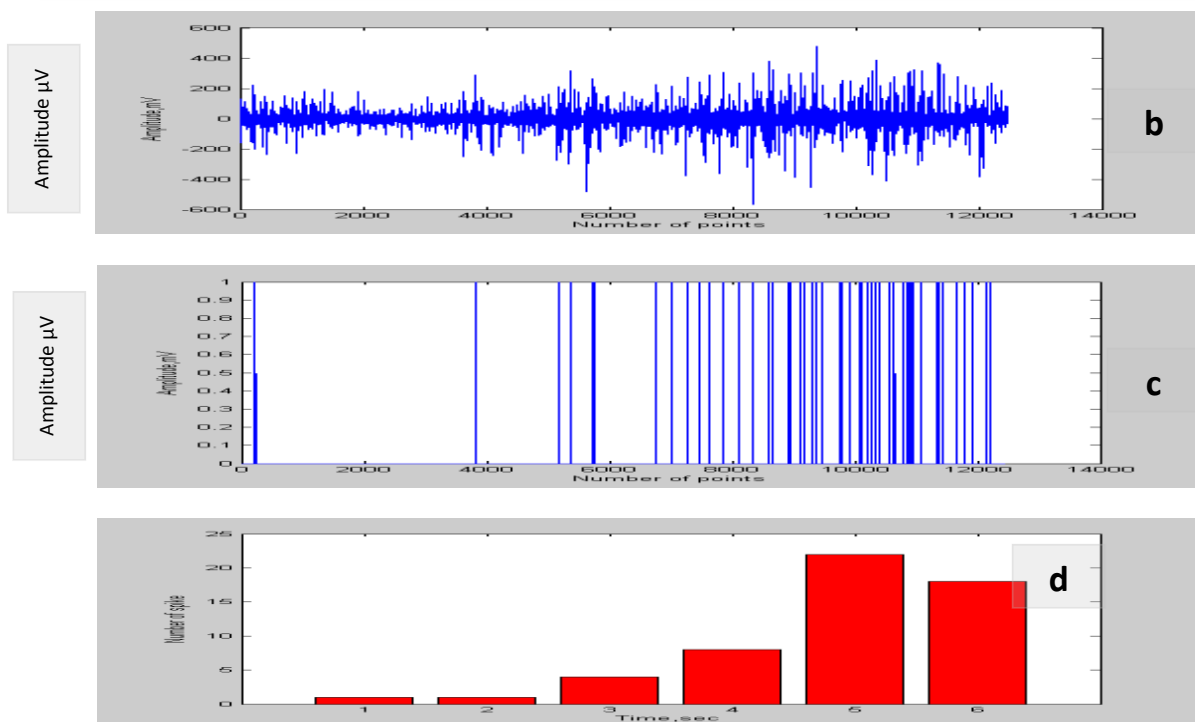 Amplitude µV
Amplitude,mV
600
400
200
0
-200
-400
-600
0 2000 4000 6000 8000 10000 12000 14000
Number of points
b
Amplitude µV
Amplitude,mV
1
0.9
0.8
0.7
0.6
0.5
0.4
0.3
0.2
0.1
0
0 2000 4000 6000 8000 10000 12000 14000
Number of points
c
Number of spike
25
20
15
10
5
0
1 2 3 4 5 6
Time,sec
d